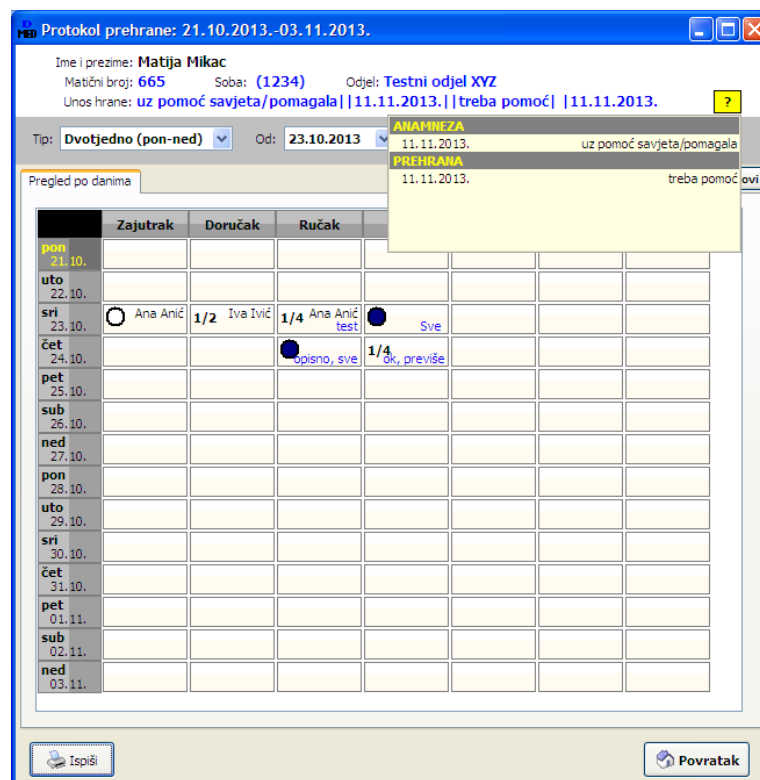 D MED Protokol prehrane: 21.10.2013.-03.11.2013.
Ime i prezime: Matija Mikac
Matični broj: 665 Soba: (1234) Odjel: Testni odjel XYZ
Unos hrane: uz pomoć savjeta/pomagala||11.11.2013.||treba pomoć| |11.11.2013. ?
Tip: Dvotjedno (pon-ned) Od: 23.10.2013
ANAMNEZA
11.11.2013. uz pomoć savjeta/pomagala
PREHRANA
11.11.2013. treba pomoć
Pregled po danima
ovi
Zajutrak Doručak Ručak
pon
21.10.
uto
22.10.
sri
23.10.
Ana Anić
1/2 Iva Ivić
1/4 Ana Anić
test
Sve
čet
24.10.
opisno, sve
1/4
ok, previše
pet
25.10.
sub
26.10.
ned
27.10.
pon
28.10.
uto
29.10.
sri
30.10.
čet
31.10.
pet
01.11.
sub
02.11.
ned
03.11.
Ispiši
Povratak